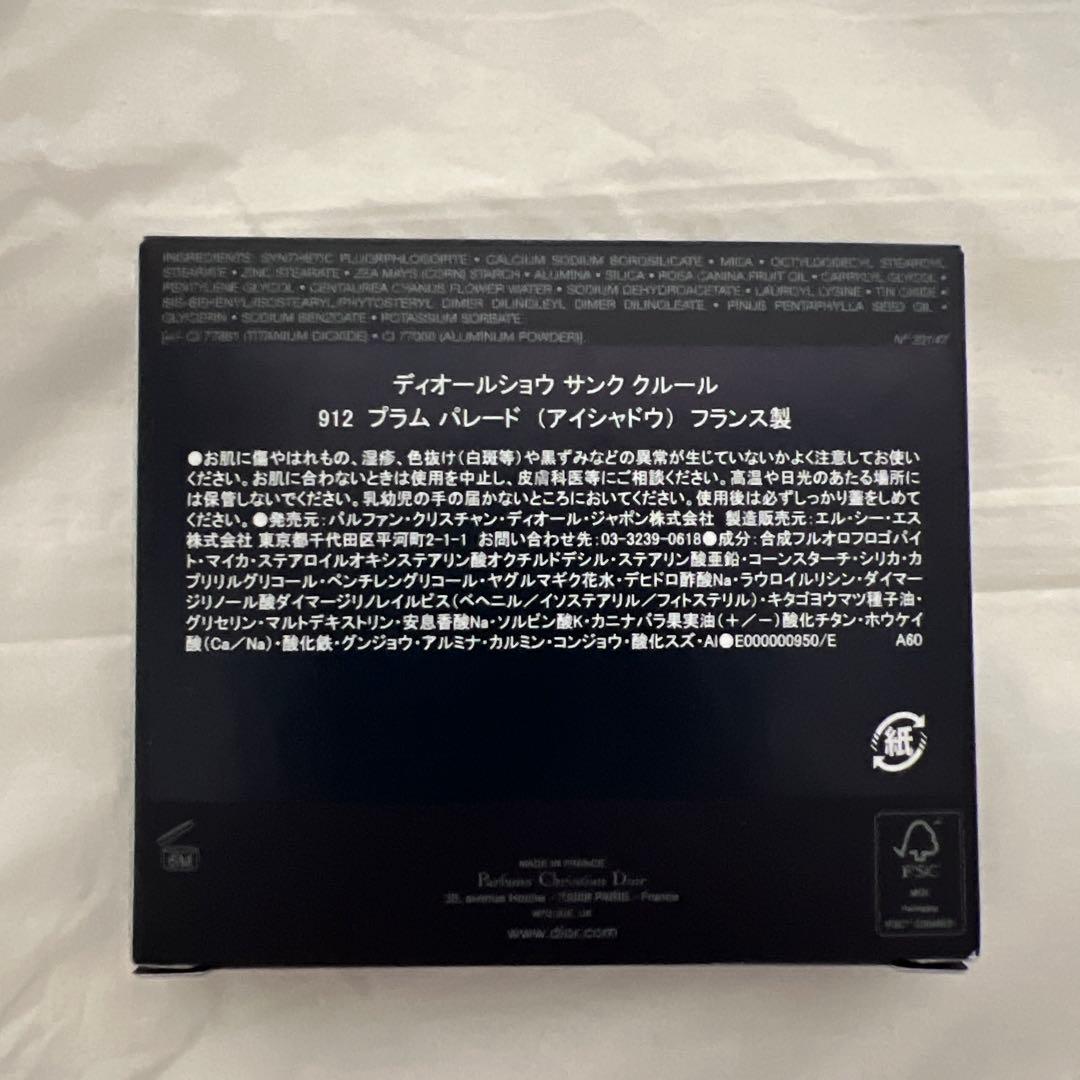 INGREDIENTS: SYNTHETIC FLUORPHLOGOPITE • CALCIUM SODIUM BOROSILICATE • MICA • OCTYLDODECYL STEAROYL
STEARATE • ZINC STEARATE • ZEA MAYS (CORN) STARCH • ALUMINA • SILICA • ROSA CANINA FRUIT OIL • CAPRYLYL GLYCOL •
PENTYLENE GLYCOL • CENTAUREA CYANUS FLOWER WATER • SODIUM DEHYDROACETATE • LAUROYL LYSINE • TIN OXIDE •
BIS-BEHENYL/ISOSTEARYL/PHYTOSTERYL DIMER DILINOLEYL DIMER DILINOLEATE • PINUS PENTAPHYLLA SEED OIL •
GLYCERIN • SODIUM BENZOATE • POTASSIUM SORBATE
[+/- CI 77891 (TITANIUM DIOXIDE) • CI 77000 (ALUMINUM POWDER)].
ディオールショウ サンク クルール
912 プラム パレード (アイシャドウ) フランス製
●お肌に傷やはれもの、湿疹、色抜け(白斑等)や黒ずみなどの異常が生じていないかよく注意してお使い
ください。お肌に合わないときは使用を中止し、皮膚科医等にご相談ください。高温や日光のあたる場所に
は保管しないでください。乳幼児の手の届かないところにおいてください。使用後は必ずしっかり蓋をしめて
ください。●発売元:パルファン・クリスチャン・ディオール・ジャポン株式会社 製造販売元:エル・シー・エス
株式会社 東京都千代田区平河町2-1-1 お問い合わせ先:03-3239-0618●成分:合成フルオロフロゴパイ
ト・マイカ・ステアロイルオキシステアリン酸オクチルドデシル・ステアリン酸亜鉛・コーンスターチ・シリカ・カ
プリリルグリコール・ペンチレングリコール・ヤグルマギク花水・デヒドロ酢酸Na・ラウロイルリシン・ダイマー
ジリノール酸ダイマージリノレイルビス(ベヘニル/イソステアリル/フィトステリル)・キタゴヨウマツ種子油・
グリセリン・マルトデキストリン・安息香酸Na・ソルビン酸K・カニナバラ果実油(+/-)酸化チタン・ホウケイ
酸(Ca/Na)・酸化鉄・グンジョウ・アルミナ・カルミン・コンジョウ・酸化スズ・Al●E000000950/E A60
紙
6M
MADE IN FRANCE
Parfums Christian Dior
33, avenue Hoche - 75008 PARIS - France
www.dior.com
FSC
MIX
Packaging